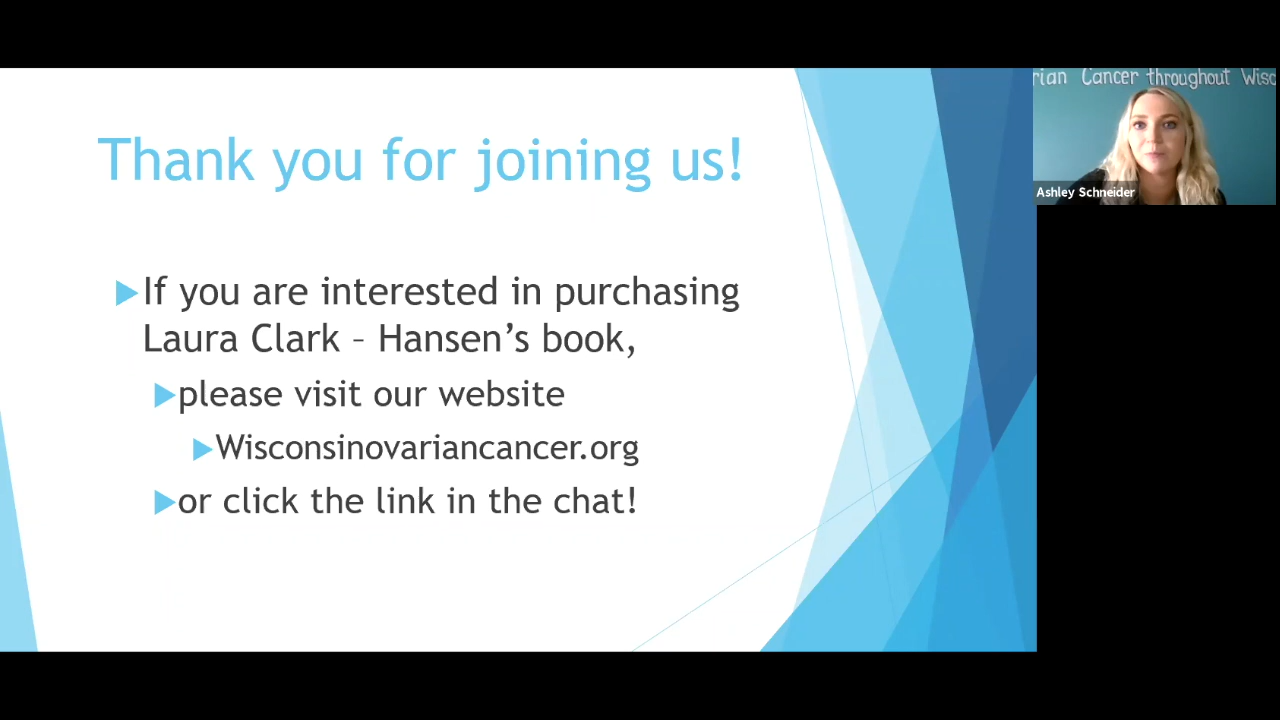 Thank you for joining us!
If you are interested in purchasing
Laura Clark – Hansen’s book,
please visit our website
Wisconsinovariancancer.org
or click the link in the chat!
rian Cancer throughout Wisc
Ashley Schneider